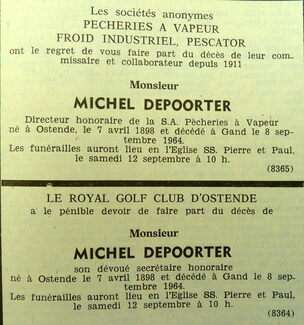 Les sociétés anonymes
PECHERIES A VAPEUR
FROID INDUSTRIEL, PESCATOR
ont le regret de vous faire part du décès de leur com-
missaire et collaborateur depuis 1911
Monsieur
MICHEL DEPOORTER
Directeur honoraire de la S.A. Pècheries à Vapeur
né à Ostende, le 7 avril 1898 et décédé à Gand le 8 sep-
tembre 1964.
Les funérailles auront lieu en l'Eglise SS. Pierre et Paul,
le samedi 12 septembre à 10 h.
(8365)
LE ROYAL GOLF CLUB D'OSTENDE
a le pénible devoir de faire part du décès de
Monsieur
MICHEL DEPOORTER
son dévoué secrétaire honoraire
né à Ostende, le 7 avril 1898 et décédé à Gand le 8 sep-
tembre 1964.
Les funérailles auront lieu en l'Eglise SS. Pierre et Paul,
le samedi 12 septembre à 10 h.
(8364)